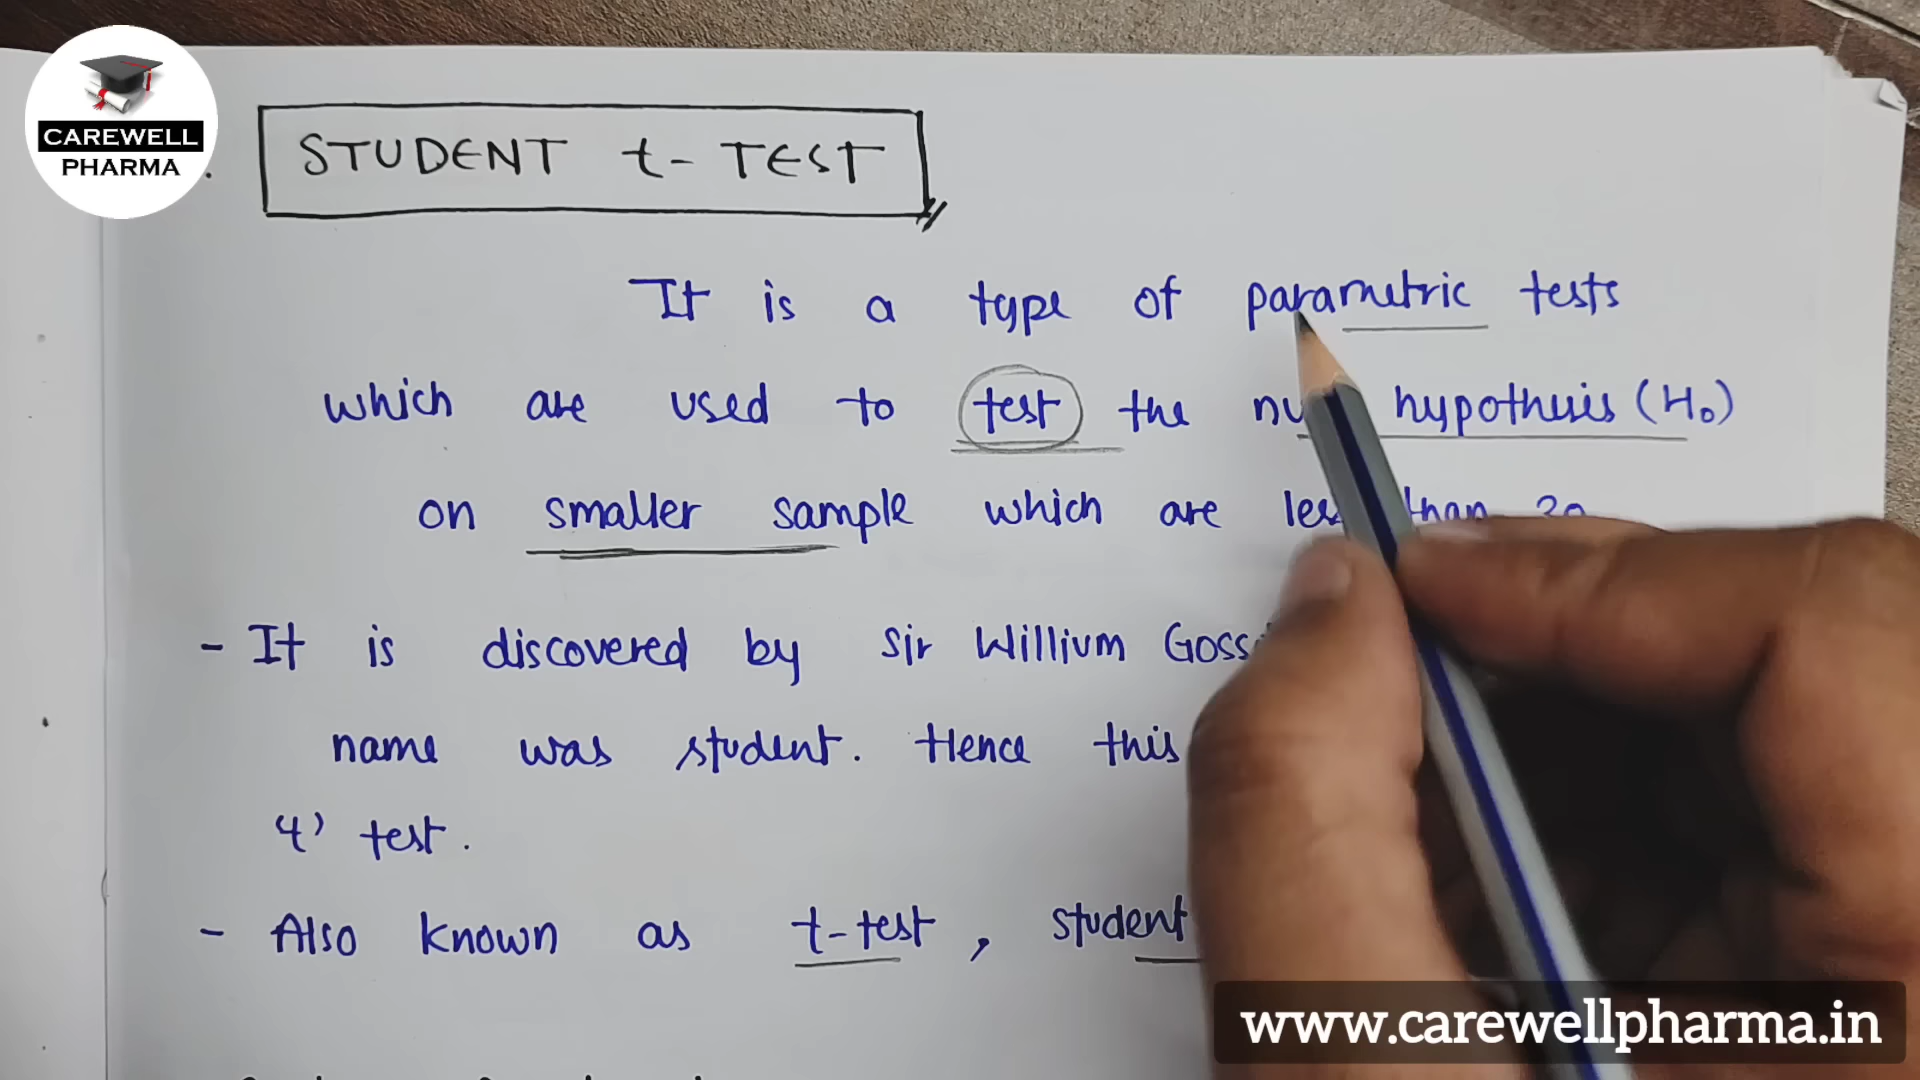 CAREWELL
PHARMA
STUDENT t-TEST
It is a type of parametric tests
which are used to test the hypothesis (H0)
on smaller sample which are than
- It is discovered by Sir Willium
name was student. Hence this
't' test.
- Also known as t-test, student
www.carewellpharma.in